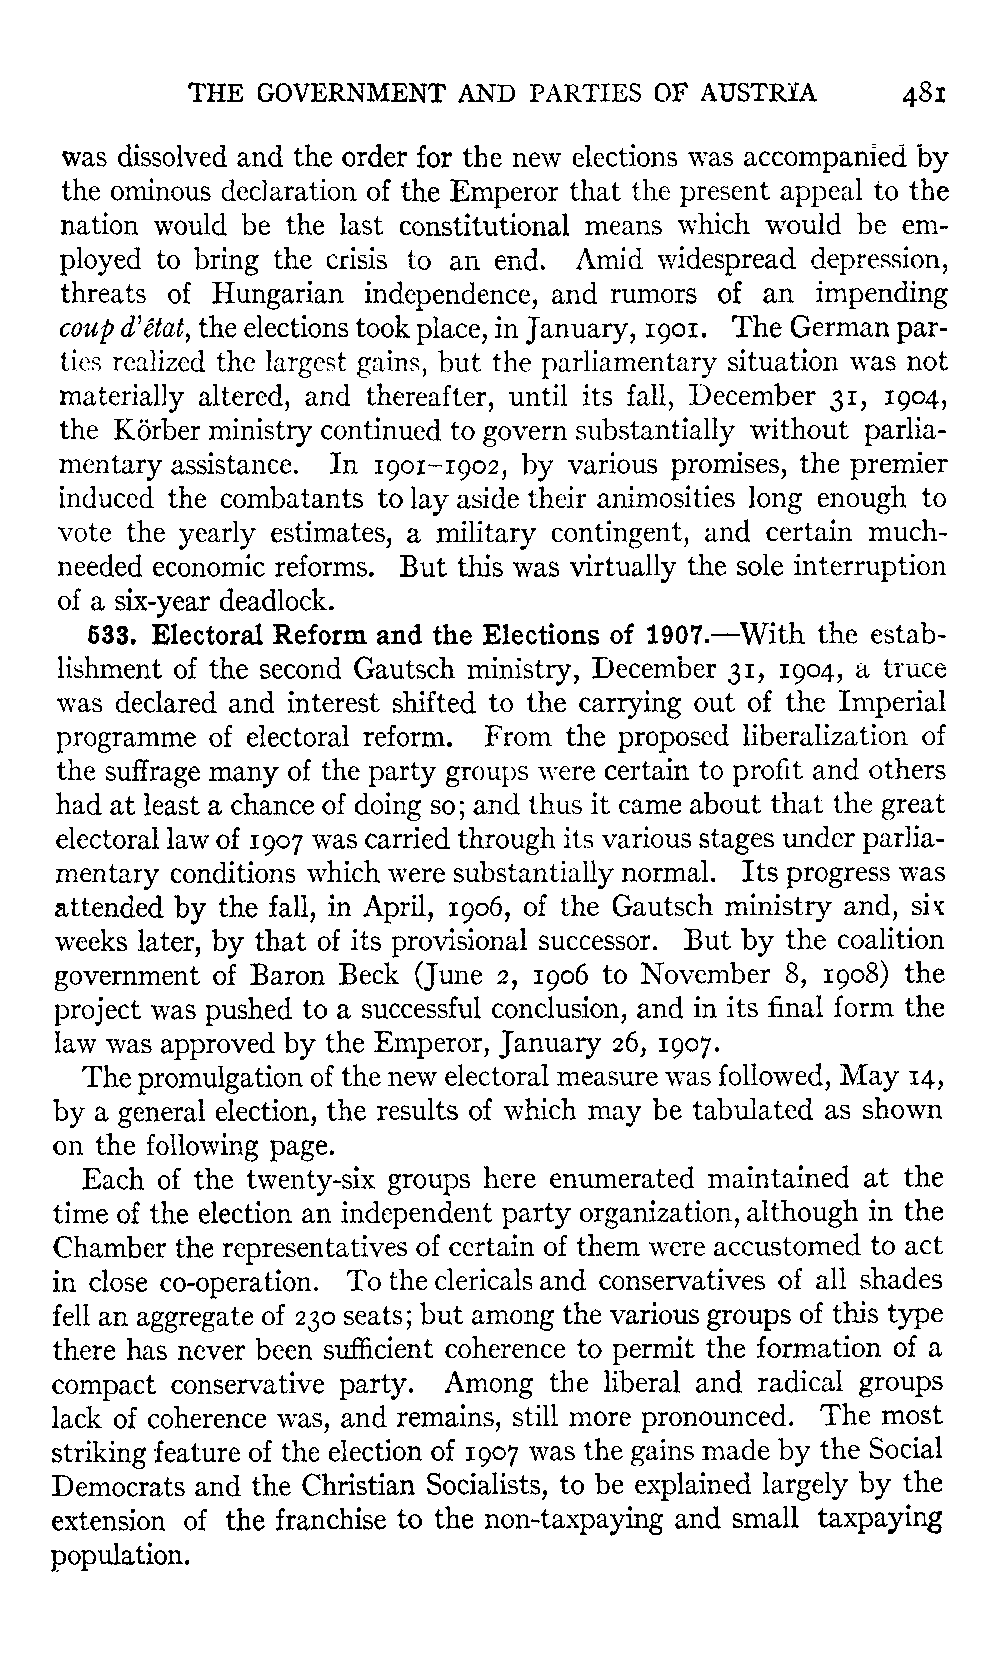 THE GOVERNMENT AND PARTIES OF AUSTRIA 481
was dissolved and the order for the new elections was accompanied by
the ominous declaration of the Emperor that the present appeal to the
nation would be the last constitutional means which would be em-
ployed to bring the crisis to an end. Amid widespread depression,
threats of Hungarian independence, and rumors of an impending
coup d'état, the elections took place, in January, 1901. The German par-
ties realized the largest gains, but the parliamentary situation was not
materially altered, and thereafter, until its fall, December 31, 1904,
the Körber ministry continued to govern substantially without parlia-
mentary assistance. In 1901–1902, by various promises, the premier
induced the combatants to lay aside their animosities long enough to
vote the yearly estimates, a military contingent, and certain much-
needed economic reforms. But this was virtually the sole interruption
of a six-year deadlock.
533. Electoral Reform and the Elections of 1907.—With the estab-
lishment of the second Gautsch ministry, December 31, 1904, a truce
was declared and interest shifted to the carrying out of the Imperial
programme of electoral reform. From the proposed liberalization of
the suffrage many of the party groups were certain to profit and others
had at least a chance of doing so; and thus it came about that the great
electoral law of 1907 was carried through its various stages under parlia-
mentary conditions which were substantially normal. Its progress was
attended by the fall, in April, 1906, of the Gautsch ministry and, six
weeks later, by that of its provisional successor. But by the coalition
government of Baron Beck (June 2, 1906 to November 8, 1908) the
project was pushed to a successful conclusion, and in its final form the
law was approved by the Emperor, January 26, 1907.
The promulgation of the new electoral measure was followed, May 14,
by a general election, the results of which may be tabulated as shown
on the following page.
Each of the twenty-six groups here enumerated maintained at the
time of the election an independent party organization, although in the
Chamber the representatives of certain of them were accustomed to act
in close co-operation. To the clericals and conservatives of all shades
fell an aggregate of 230 seats; but among the various groups of this type
there has never been sufficient coherence to permit the formation of a
compact conservative party. Among the liberal and radical groups
lack of coherence was, and remains, still more pronounced. The most
striking feature of the election of 1907 was the gains made by the Social
Democrats and the Christian Socialists, to be explained largely by the
extension of the franchise to the non-taxpaying and small taxpaying
population.